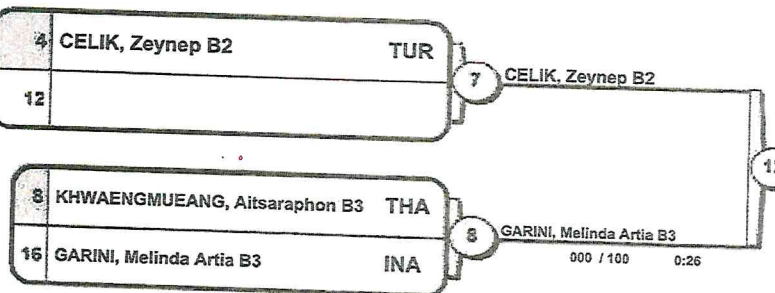 4 CELIK, Zeynep B2 TUR
12
7 CELIK, Zeynep B2
8 KHWAENGMUEANG, Aitsaraphon B3 THA
16 GARINI, Melinda Artia B3 INA
8 GARINI, Melinda Artia B3
000 / 100 0:26